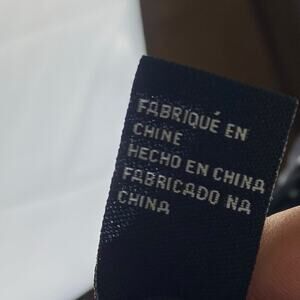 FABRIQUÉ EN
CHINE
HECHO EN CHINA
FABRICADO NA
CHINA